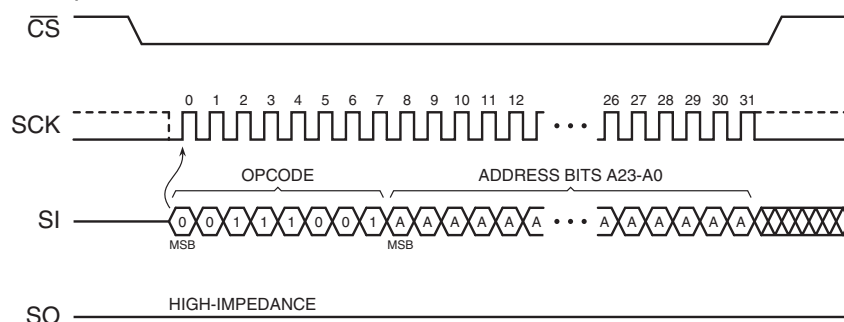 CS
0 1 2 3 4 5 6 7 8 9 10 11 12 26 27 28 29 30 31
SCK
OPCODE ADDRESS BITS A23-A0
SI 0 0 1 1 1 0 0 1 A A A A A A A A A A A A
MSB MSB
HIGH-IMPEDANCE
SO